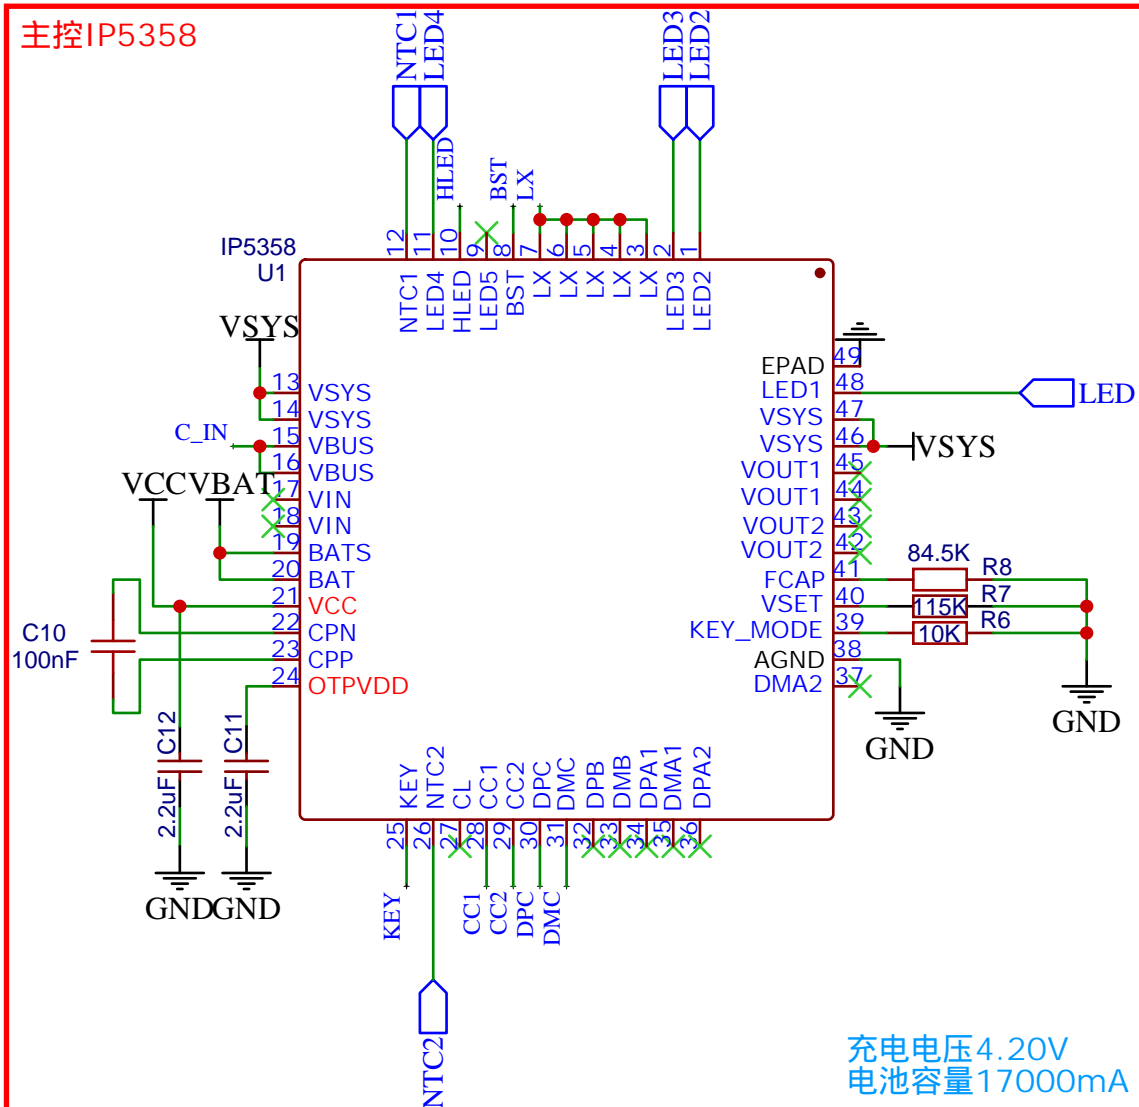 主控IP5358
NTC1
LED4
LED3
LED2
HLED
BST
LX
12
11
10
9
8
7
6
5
4
3
2
1
IP5358
U1
NTC1
LED4
HLED
LED5
BST
LX
LX
LX
LX
LX
LED3
LED2
VSYS
13 VSYS
14 VSYS
C_IN
15 VBUS
16 VBUS
VCC
VBAT
17 VIN
18 VIN
19 BATS
20 BAT
21 VCC
22 CPN
23 CPP
24 OTPVDD
C10
100nF
C12
2.2uF
C11
2.2uF
GND
GND
EPAD 49
LED1 48
LED
VSYS 47
VSYS 46
VSYS
VOUT1 45
VOUT1 44
VOUT2 43
VOUT2 42
FCAP 41
84.5K R8
VSET 40
115K R7
KEY_MODE 39
10K R6
AGND 38
DMA2 37
GND
GND
KEY
NTC2
CL
CC1
CC2
DPC
DMC
DPB
DMB
DPA1
DMA1
DPA2
25
26
27
28
29
30
31
32
33
34
35
36
KEY
CC1
CC2
DPC
DMC
NTC2
充电电压4.20V
电池容量17000mA